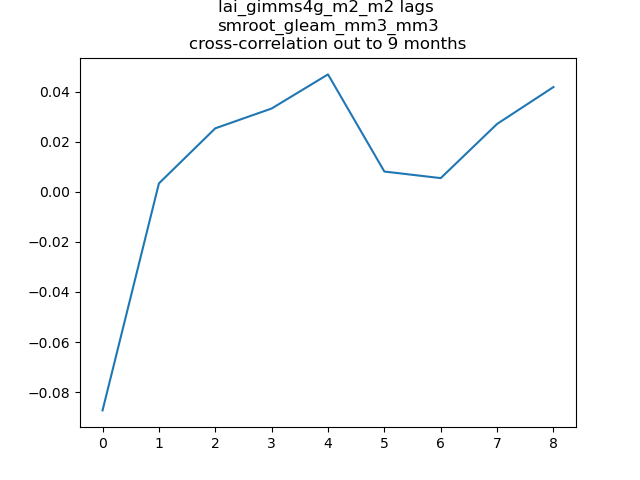 lai_gimms4g_m2_m2 lags
smroot_gleam_mm3_mm3
cross-correlation out to 9 months
0.04
0.02
0.00
−0.02
−0.04
−0.06
−0.08
0 1 2 3 4 5 6 7 8